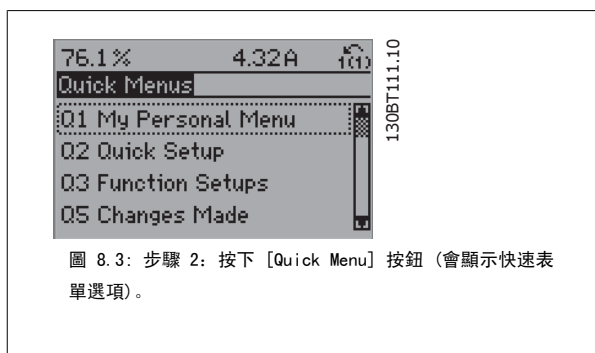 76.1% 4.32A 1(1)
Quick Menus
Q1 My Personal Menu
Q2 Quick Setup
Q3 Function Setups
Q5 Changes Made
130BT111.10
圖 8.3: 步驟 2: 按下 [Quick Menu] 按鈕 (會顯示快速表
單選項)。